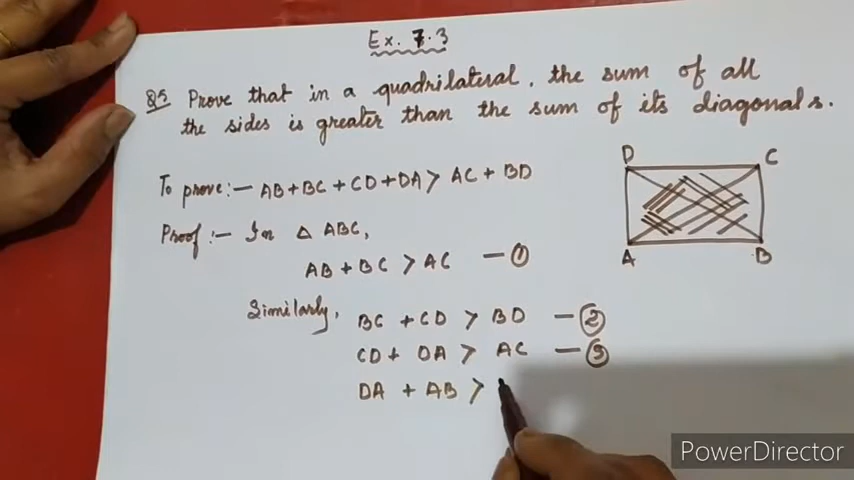 Ex. 7.3
Q5 Prove that in a quadrilateral, the sum of all
the sides is greater than the sum of its diagonals.
To prove:- AB+BC+CD+DA > AC + BD
Proof:- In △ ABC,
AB + BC > AC — ①
Similarly, BC + CD > BD — ②
CD + DA > AC — ③
DA + AB >
D C
A B
PowerDirector